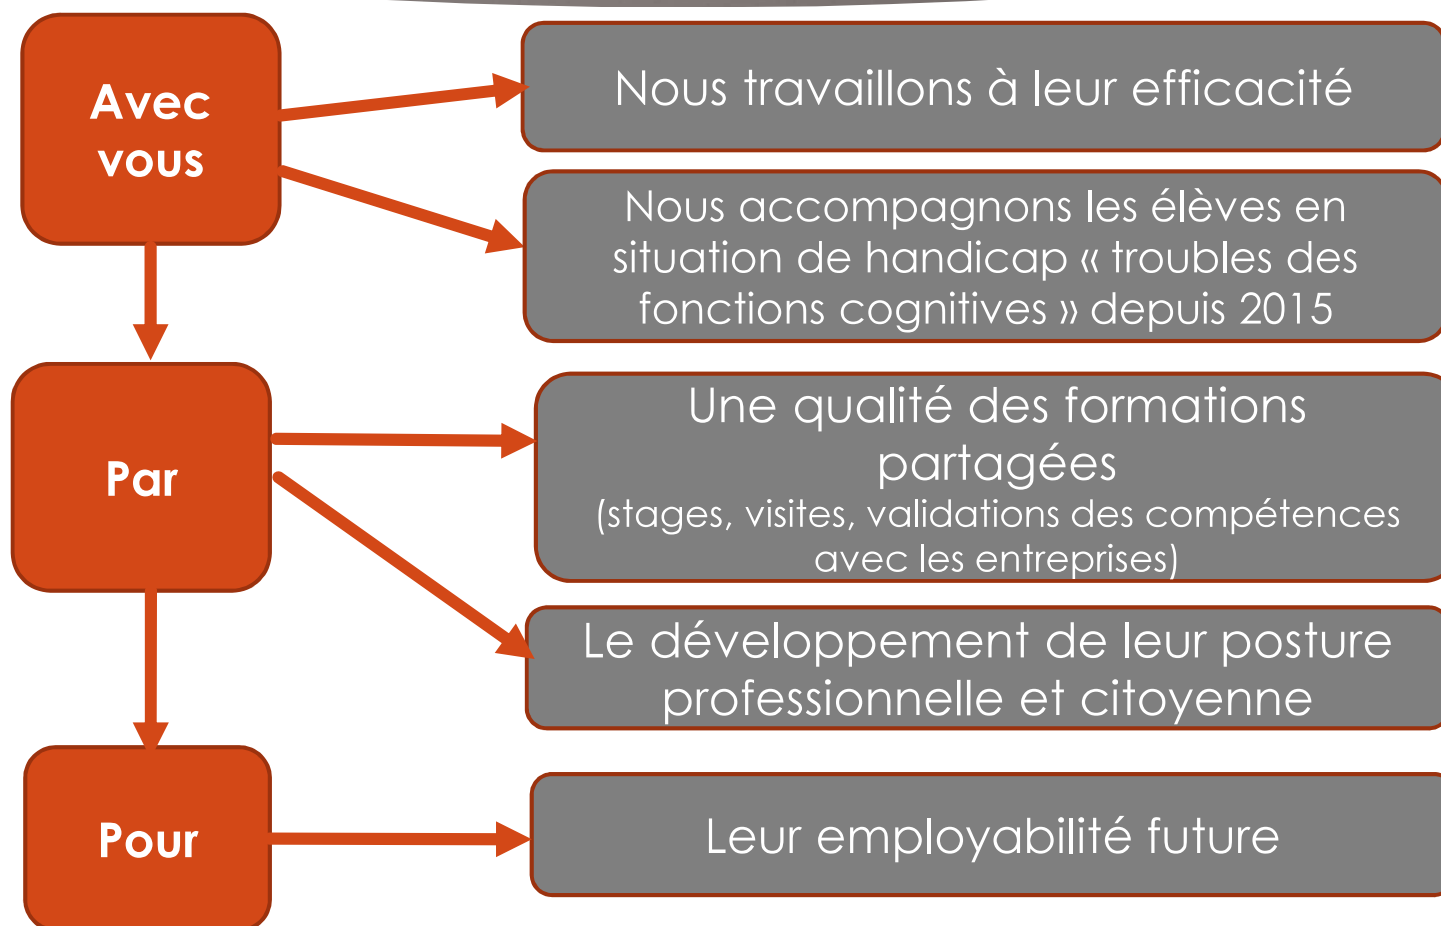 Avec
vous
Nous travaillons à leur efficacité
Nous accompagnons les élèves en
situation de handicap « troubles des
fonctions cognitives » depuis 2015
Par
Une qualité des formations
partagées
(stages, visites, validations des compétences
avec les entreprises)
Le développement de leur posture
professionnelle et citoyenne
Pour
Leur employabilité future